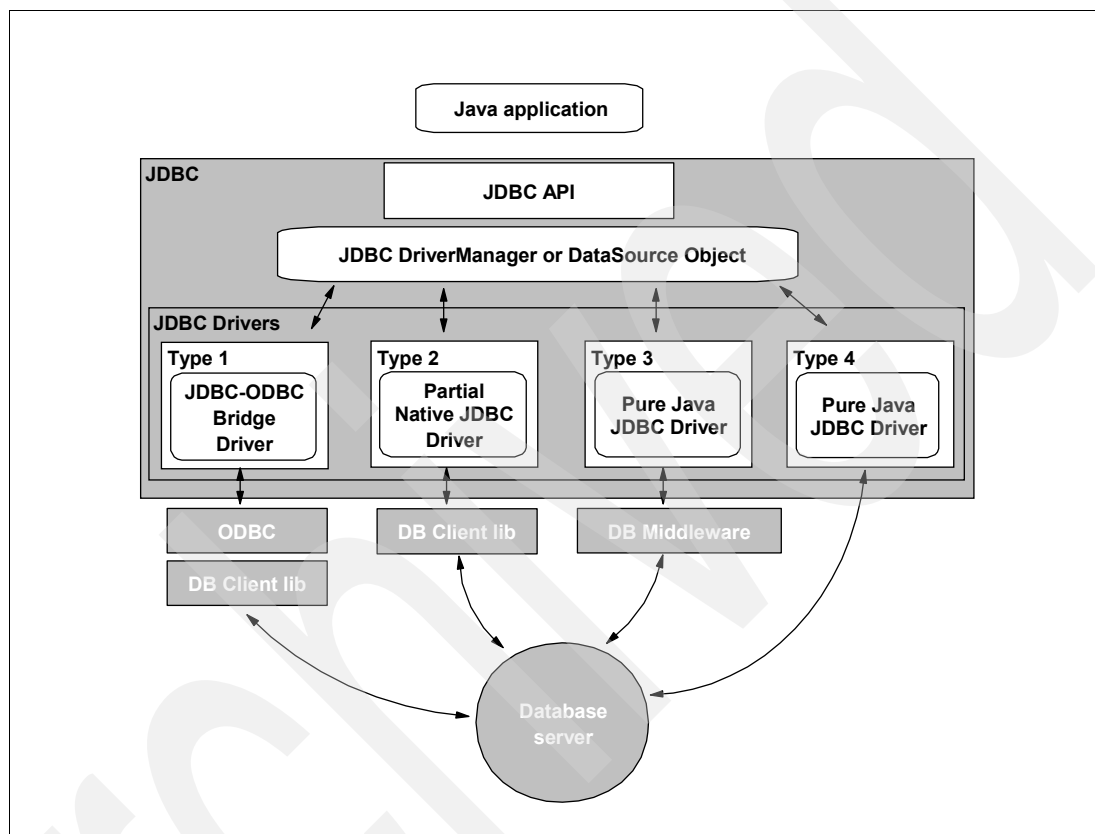 Java application
JDBC
JDBC API
JDBC DriverManager or DataSource Object
JDBC Drivers
Type 1
JDBC-ODBC
Bridge
Driver
Type 2
Partial
Native JDBC
Driver
Type 3
Pure Java
JDBC Driver
Type 4
Pure Java
JDBC Driver
ODBC
DB Client lib
DB Client lib
DB Middleware
Database
server